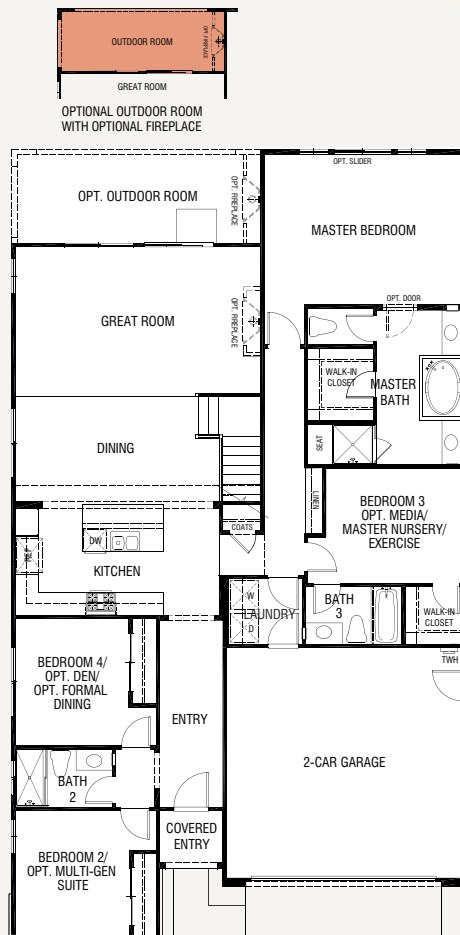 OUTDOOR ROOM
OPT. FIREPLACE
GREAT ROOM
OPTIONAL OUTDOOR ROOM
WITH OPTIONAL FIREPLACE
OPT. SLIDER
OPT. OUTDOOR ROOM
OPT. FIREPLACE
MASTER BEDROOM
GREAT ROOM
OPT. FIREPLACE
OPT. DOOR
WALK-IN
CLOSET
MASTER
BATH
DINING
SEAT
LINEN
BEDROOM 3
OPT. MEDIA/
MASTER NURSERY/
EXERCISE
COATS
DW
REF
KITCHEN
W
LAUNDRY
D
BATH
3
WALK-IN
CLOSET
TWH
BEDROOM 4/
OPT. DEN/
OPT. FORMAL
DINING
ENTRY
2-CAR GARAGE
BATH
2
COVERED
ENTRY
BEDROOM 2/
OPT. MULTI-GEN
SUITE